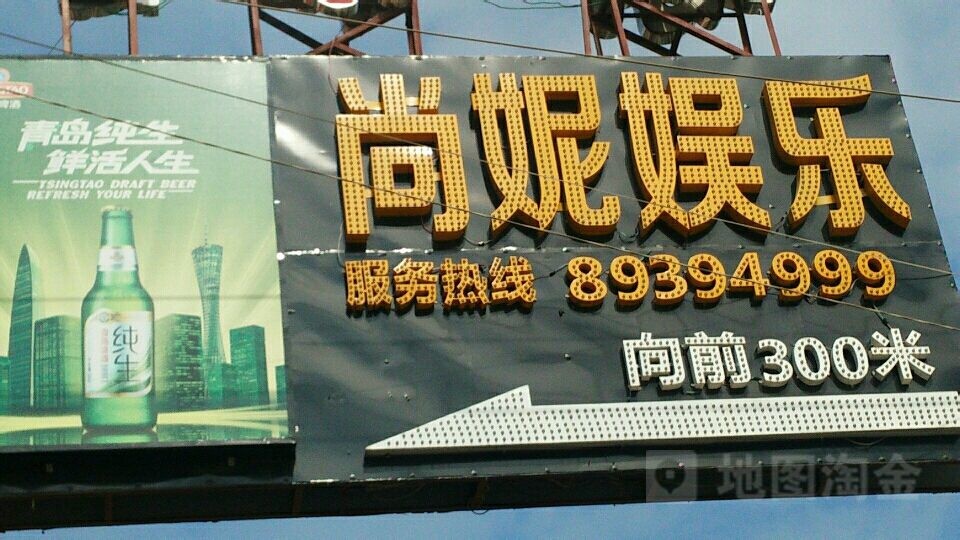 青岛纯生
鲜活人生
TSINGTAO DRAFT BEER
REFRESH YOUR LIFE
纯生
尚妮娱乐
服务热线 89394999
向前300米
地图淘金